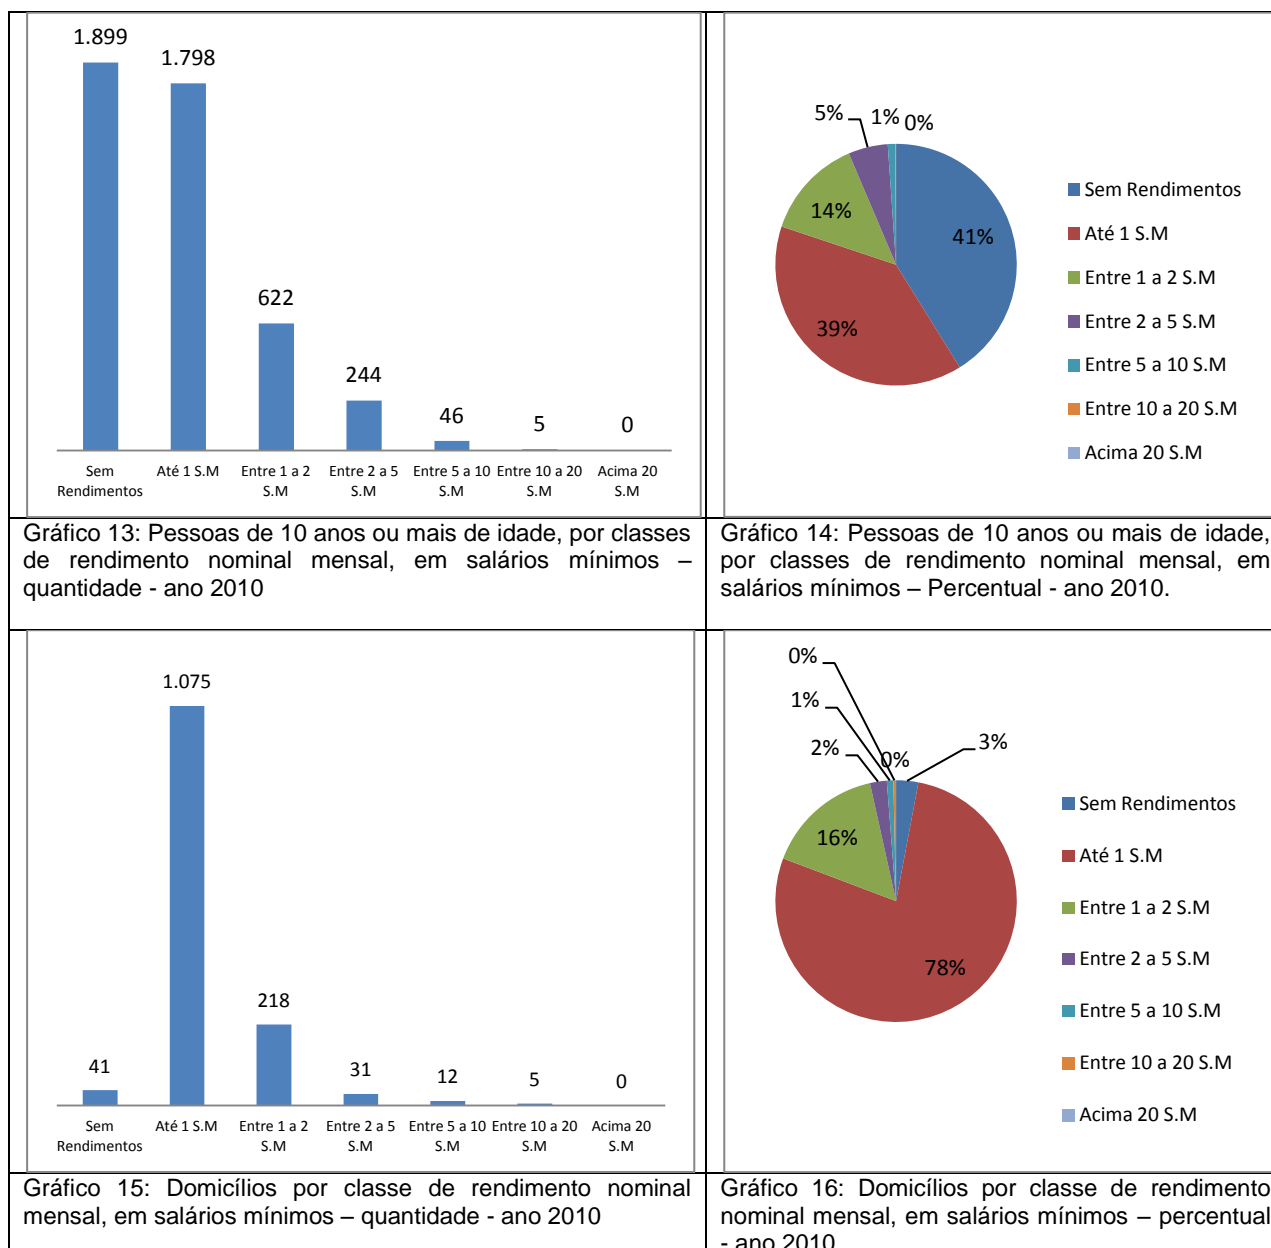 1.899
1.798
622
244
46
5
0
Sem Rendimentos
Até 1 S.M
Entre 1 a 2 S.M
Entre 2 a 5 S.M
Entre 5 a 10 S.M
Entre 10 a 20 S.M
Acima 20 S.M
5%
1%
0%
14%
41%
39%
Sem Rendimentos
Até 1 S.M
Entre 1 a 2 S.M
Entre 2 a 5 S.M
Entre 5 a 10 S.M
Entre 10 a 20 S.M
Acima 20 S.M
Gráfico 13: Pessoas de 10 anos ou mais de idade, por classes
de rendimento nominal mensal, em salários mínimos –
quantidade - ano 2010
Gráfico 14: Pessoas de 10 anos ou mais de idade,
por classes de rendimento nominal mensal, em
salários mínimos – Percentual - ano 2010.
1.075
218
41
31
12
5
0
Sem Rendimentos
Até 1 S.M
Entre 1 a 2 S.M
Entre 2 a 5 S.M
Entre 5 a 10 S.M
Entre 10 a 20 S.M
Acima 20 S.M
0%
1%
2%
0%
3%
16%
78%
Sem Rendimentos
Até 1 S.M
Entre 1 a 2 S.M
Entre 2 a 5 S.M
Entre 5 a 10 S.M
Entre 10 a 20 S.M
Acima 20 S.M
Gráfico 15: Domicílios por classe de rendimento nominal
mensal, em salários mínimos – quantidade - ano 2010
Gráfico 16: Domicílios por classe de rendimento
nominal mensal, em salários mínimos – percentual
- ano 2010